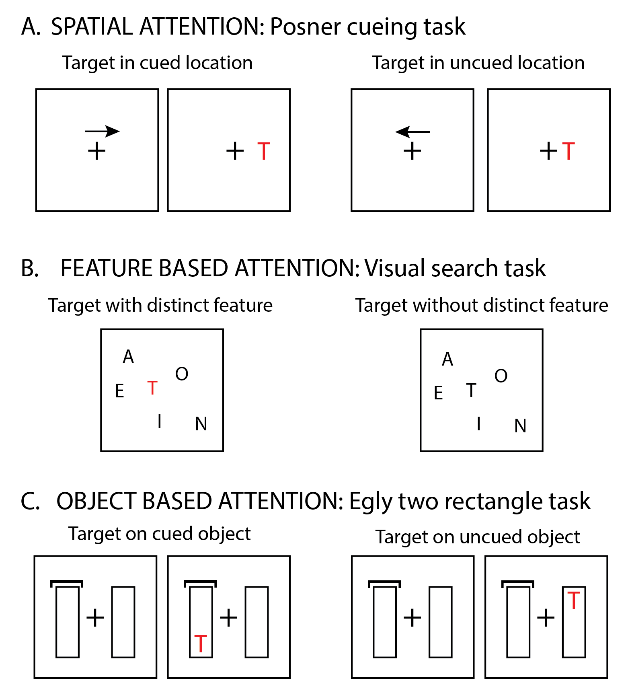 A. SPATIAL ATTENTION: Posner cueing task
Target in cued location
Target in uncued location
+
+ T
+
+ T
B. FEATURE BASED ATTENTION: Visual search task
Target with distinct feature
Target without distinct feature
A
O
E T
I N
A
O
E T
I N
C. OBJECT BASED ATTENTION: Egly two rectangle task
Target on cued object
Target on uncued object
+
+
T
+
T
+